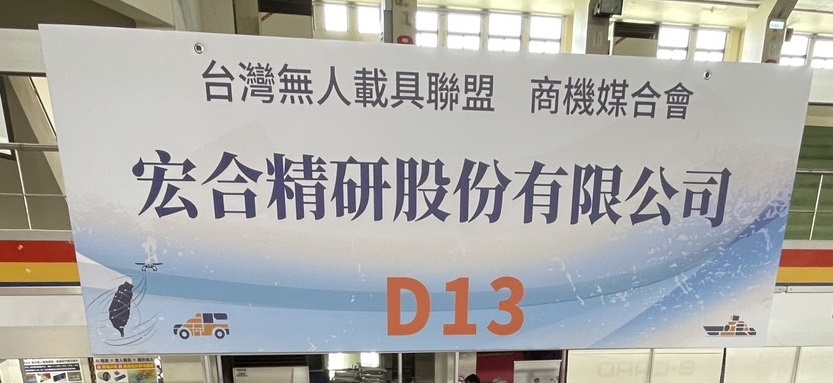 台灣無人載具聯盟 商機媒合會
宏合精研股份有限公司
D13